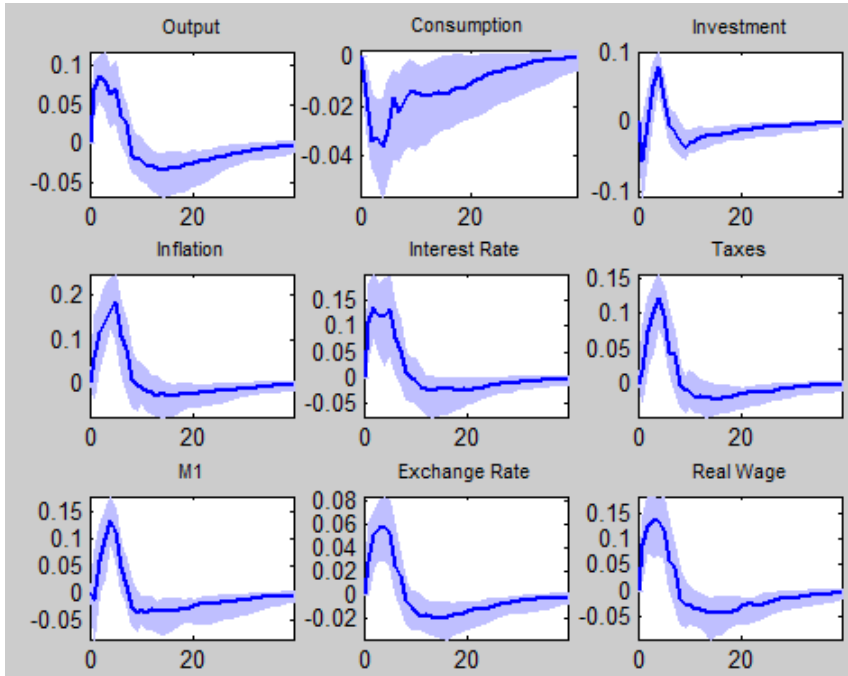 Output Consumption Investment
0.1 0 0.1
0.05 -0.02 0
0 -0.04 -0.1
-0.05
0 20 0 20 0 20
Inflation Interest Rate Taxes
0.2 0.15 0.15
0.1 0.1 0.1
0 0.05 0.05
0 0
-0.05
0 20 0 20 0 20
M1 Exchange Rate Real Wage
0.15 0.08 0.15
0.1 0.06 0.1
0.05 0.04 0.05
0 0.02 0
-0.05 0 -0.05
-0.02
0 20 0 20 0 20